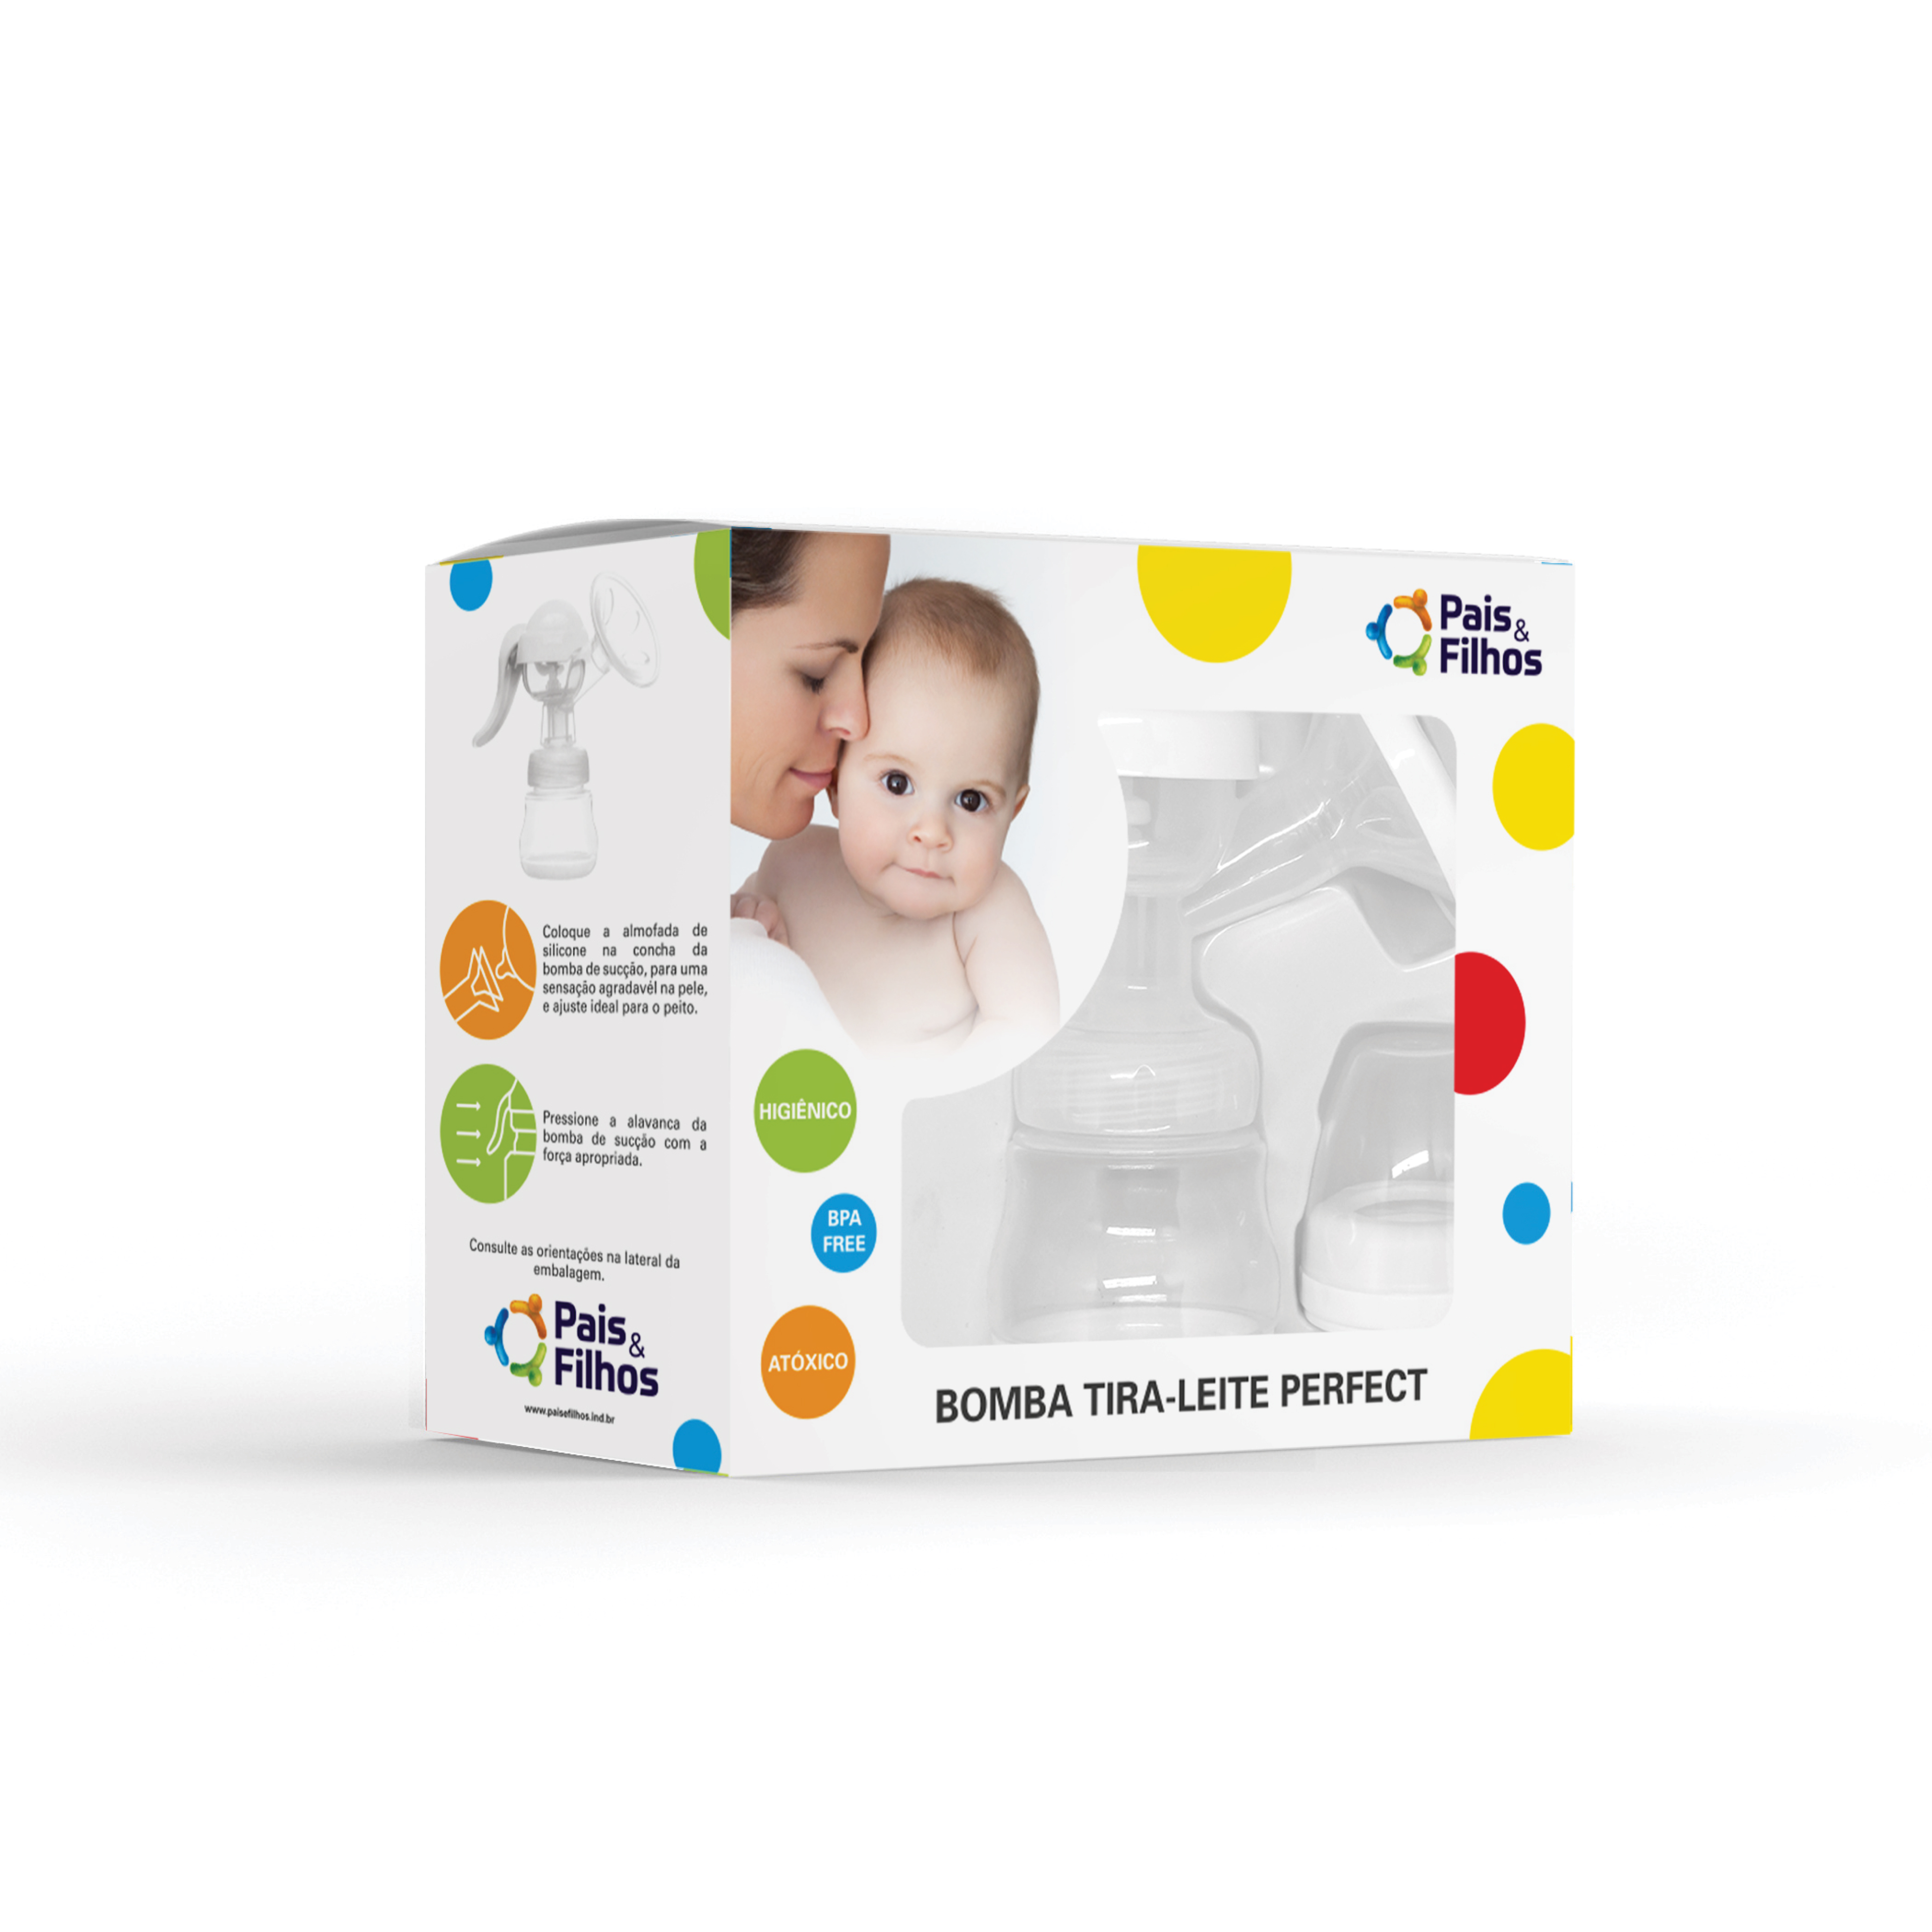 Coloque a almofada de
silicone na concha da
bomba de sucção, para uma
sensação agradavél na pele,
e ajuste ideal para o peito.
Pressione a alavanca da
bomba de sucção com a
força apropriada.
Consulte as orientações na lateral da
embalagem.
Pais &
Filhos
www.paisefilhos.ind.br
Pais &
Filhos
HIGIÊNICO
BPA
FREE
ATÓXICO
BOMBA TIRA-LEITE PERFECT